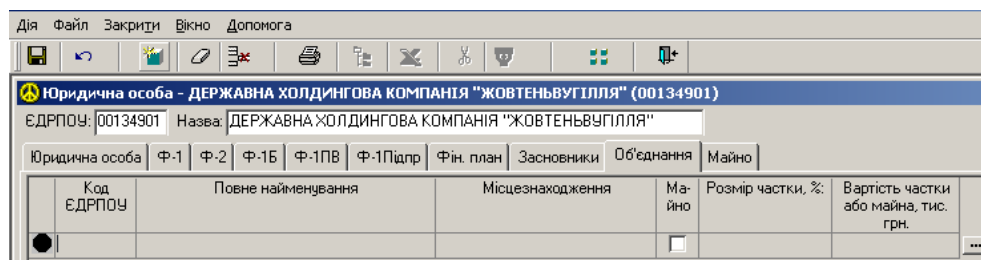 Дія Файл Закрити Вікно Допомога
Юридична особа - ДЕРЖАВНА ХОЛДИНГОВА КОМПАНІЯ "ЖОВТЕНЬВУГІЛЛЯ" (00134901)
ЄДРПОУ: 00134901 Назва: ДЕРЖАВНА ХОЛДИНГОВА КОМПАНІЯ "ЖОВТЕНЬВУГІЛЛЯ"
Юридична особа Ф-1 Ф-2 Ф-1Б Ф-1ПВ Ф-1Підпр Фін. план Засновники Об'єднання Майно
Код Повне найменування Місцезнаходження Ма- Розмір частки, %: Вартість частки
ЄДРПОУ йно або майна, тис.
грн.